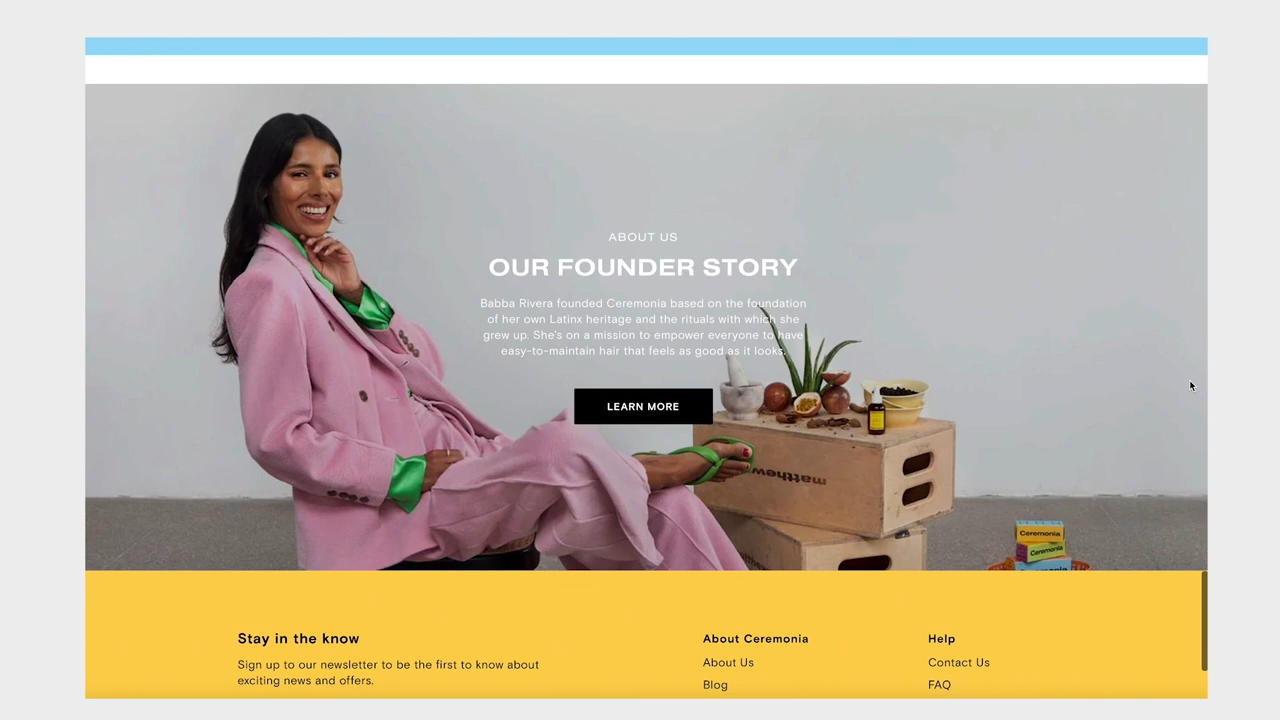 ABOUT US
OUR FOUNDER STORY
Babba Rivera founded Ceremonia based on the foundation
of her own Latinx heritage and the rituals with which she
grew up. She's on a mission to empower everyone to have
easy-to-maintain hair that feels as good as it looks.
LEARN MORE
matthew
Ceremonia
Ceremonia
Ceremonia
Stay in the know
Sign up to our newsletter to be the first to know about
exciting news and offers.
About Ceremonia
About Us
Blog
Help
Contact Us
FAQ